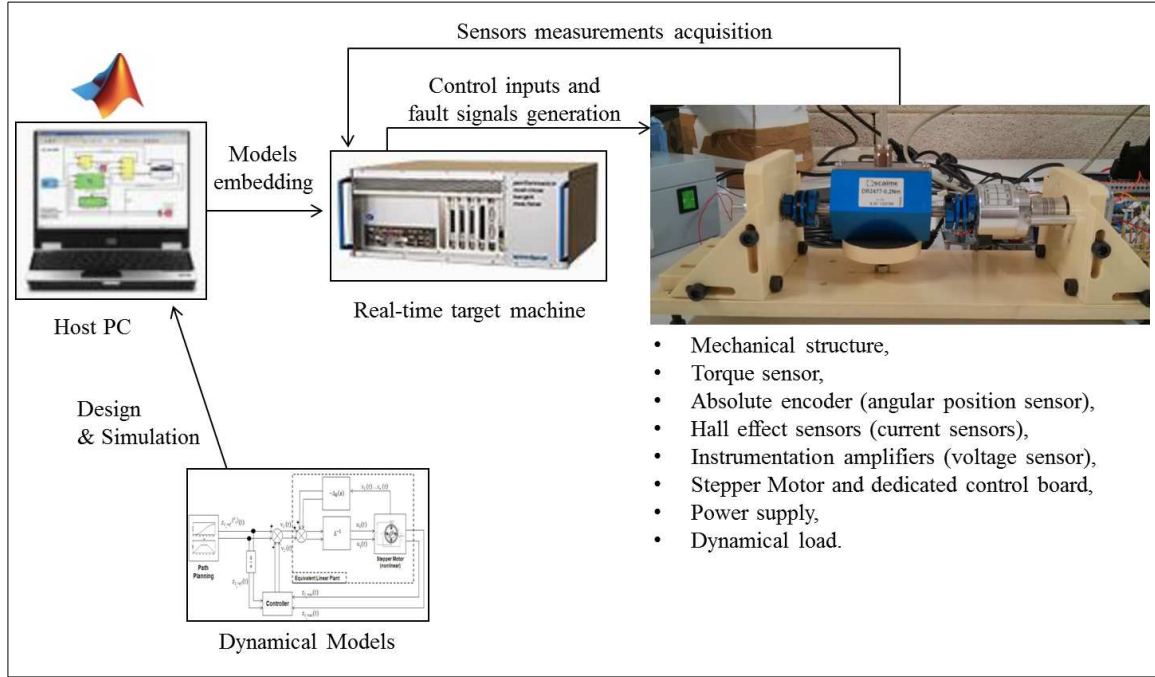 Sensors measurements acquisition
Control inputs and
fault signals generation
Models
embedding
Host PC
Real-time target machine
scaime
Design
& Simulation
Path
Planning
Controller
Equivalent Linear Plant
Stepper Motor
(nonlinear)
Dynamical Models
• Mechanical structure,
• Torque sensor,
• Absolute encoder (angular position sensor),
• Hall effect sensors (current sensors),
• Instrumentation amplifiers (voltage sensor),
• Stepper Motor and dedicated control board,
• Power supply,
• Dynamical load.